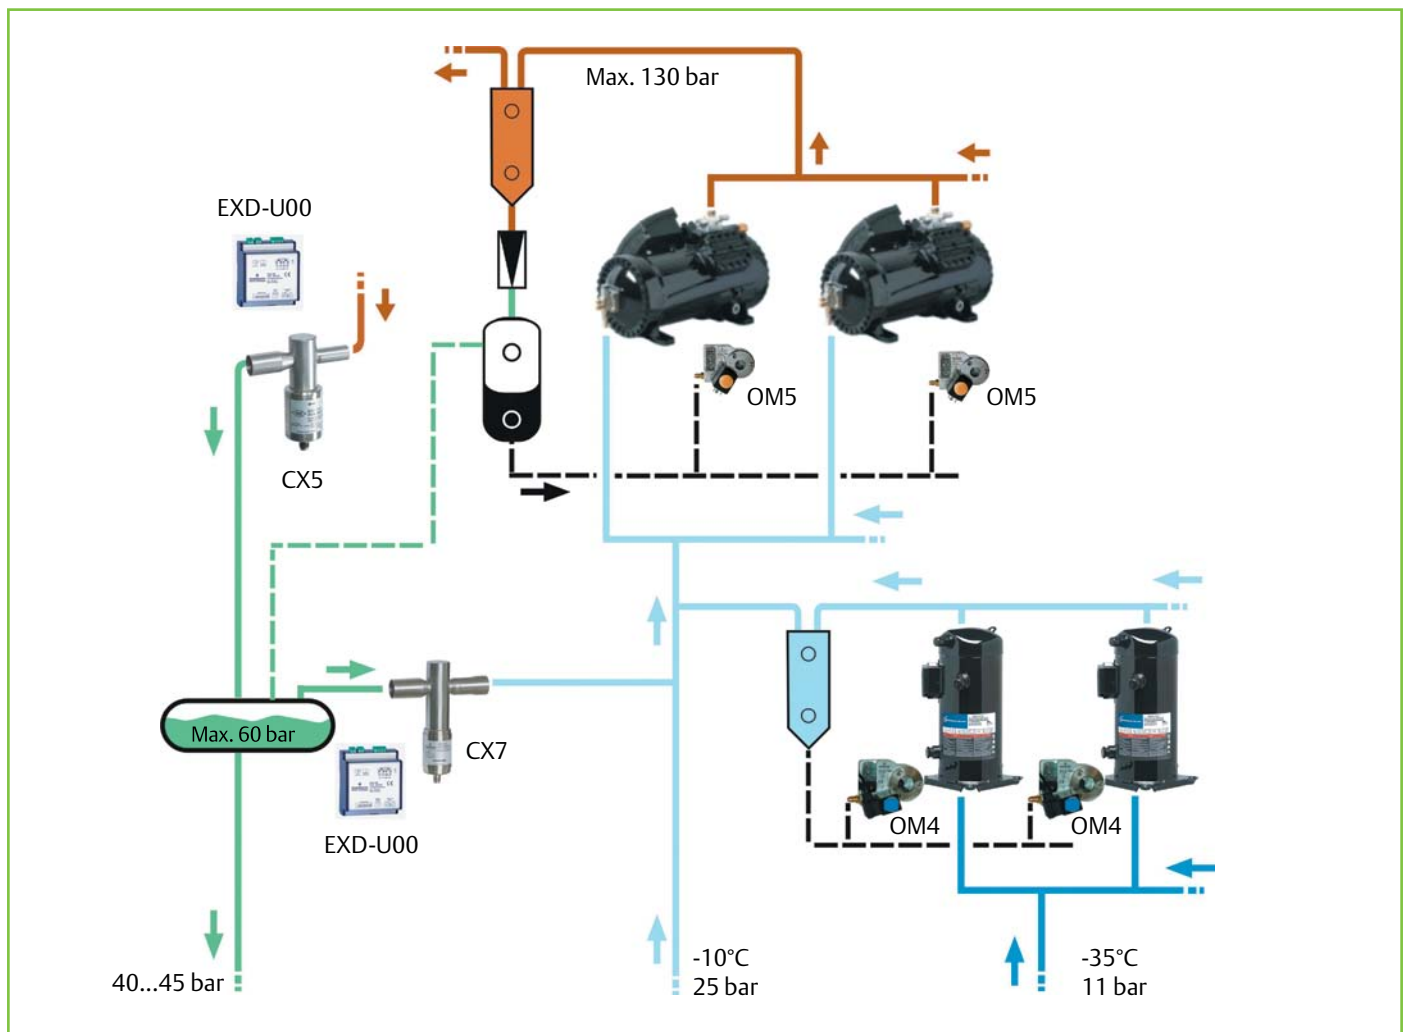 Max. 130 bar
EXD-U00
OM5
OM5
CX5
Max. 60 bar
CX7
EXD-U00
OM4
OM4
40...45 bar
-10°C
25 bar
-35°C
11 bar